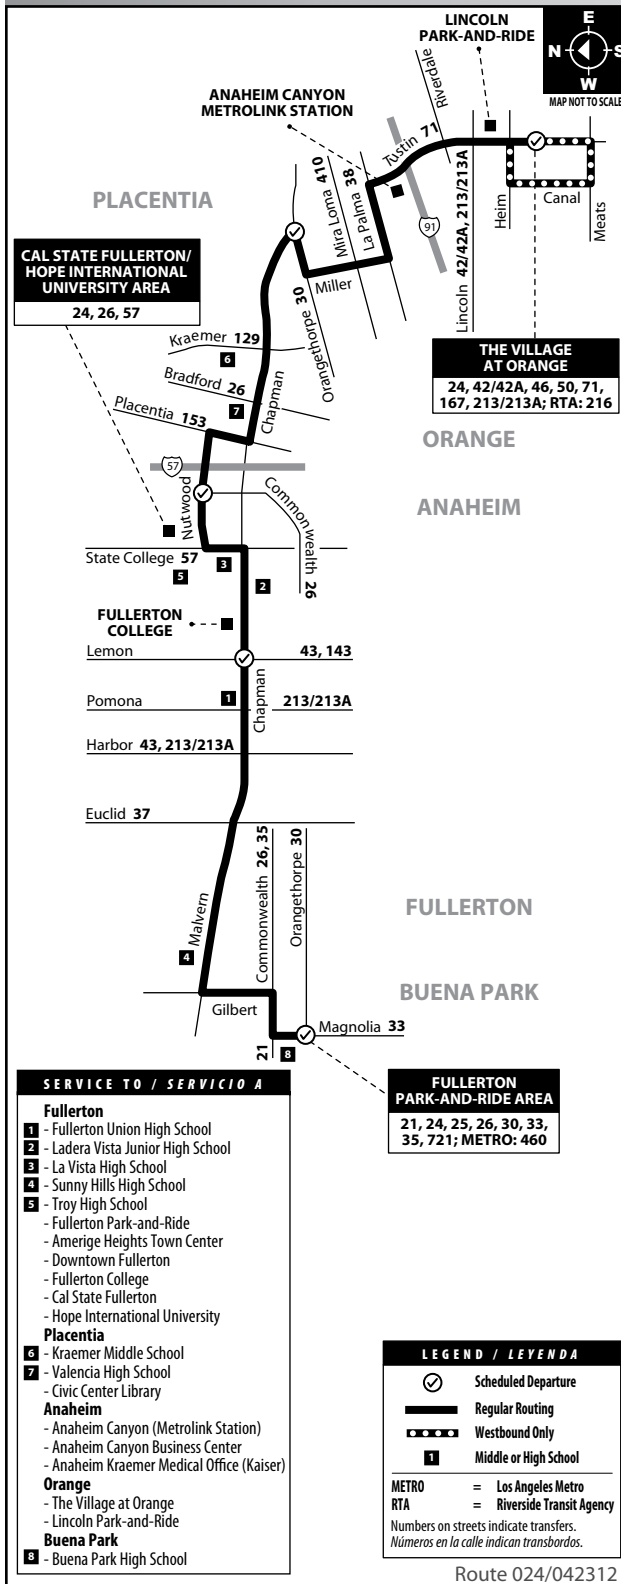 LINCOLN
PARK-AND-RIDE
E
N
S
W
MAP NOT TO SCALE
ANAHEIM CANYON
METROLINK STATION
Riverdale
Tustin 71
PLACENTIA
Mira Loma 410
La Palma 38
91
Lincoln 42/42A, 213/213A
Heim
Canal
Meats
CAL STATE FULLERTON/
HOPE INTERNATIONAL
UNIVERSITY AREA
24, 26, 57
Miller
Orangethorpe 30
Kraemer 129
6
Bradford 26
7
Chapman
Placentia 153
THE VILLAGE
AT ORANGE
24, 42/42A, 46, 50, 71,
167, 213/213A; RTA: 216
ORANGE
57
Nutwood
Commonwealth 26
ANAHEIM
State College 57
3
5
2
FULLERTON
COLLEGE
Lemon 43, 143
1
Chapman
Pomona 213/213A
Harbor 43, 213/213A
Euclid 37
Commonwealth 26, 35
Orangethorpe 30
Malvern
4
FULLERTON
BUENA PARK
Gilbert
Magnolia 33
21
8
FULLERTON
PARK-AND-RIDE AREA
21, 24, 25, 26, 30, 33,
35, 721; METRO: 460
SERVICE TO / SERVICIO A
Fullerton
1 - Fullerton Union High School
2 - Ladera Vista Junior High School
3 - La Vista High School
4 - Sunny Hills High School
5 - Troy High School
- Fullerton Park-and-Ride
- Amerige Heights Town Center
- Downtown Fullerton
- Fullerton College
- Cal State Fullerton
- Hope International University
Placentia
6 - Kraemer Middle School
7 - Valencia High School
- Civic Center Library
Anaheim
- Anaheim Canyon (Metrolink Station)
- Anaheim Canyon Business Center
- Anaheim Kraemer Medical Office (Kaiser)
Orange
- The Village at Orange
- Lincoln Park-and-Ride
Buena Park
8 - Buena Park High School
LEGEND / LEYENDA
Scheduled Departure
Regular Routing
Westbound Only
1 Middle or High School
METRO = Los Angeles Metro
RTA = Riverside Transit Agency
Numbers on streets indicate transfers.
Números en la calle indican transbordos.
Route 024/042312